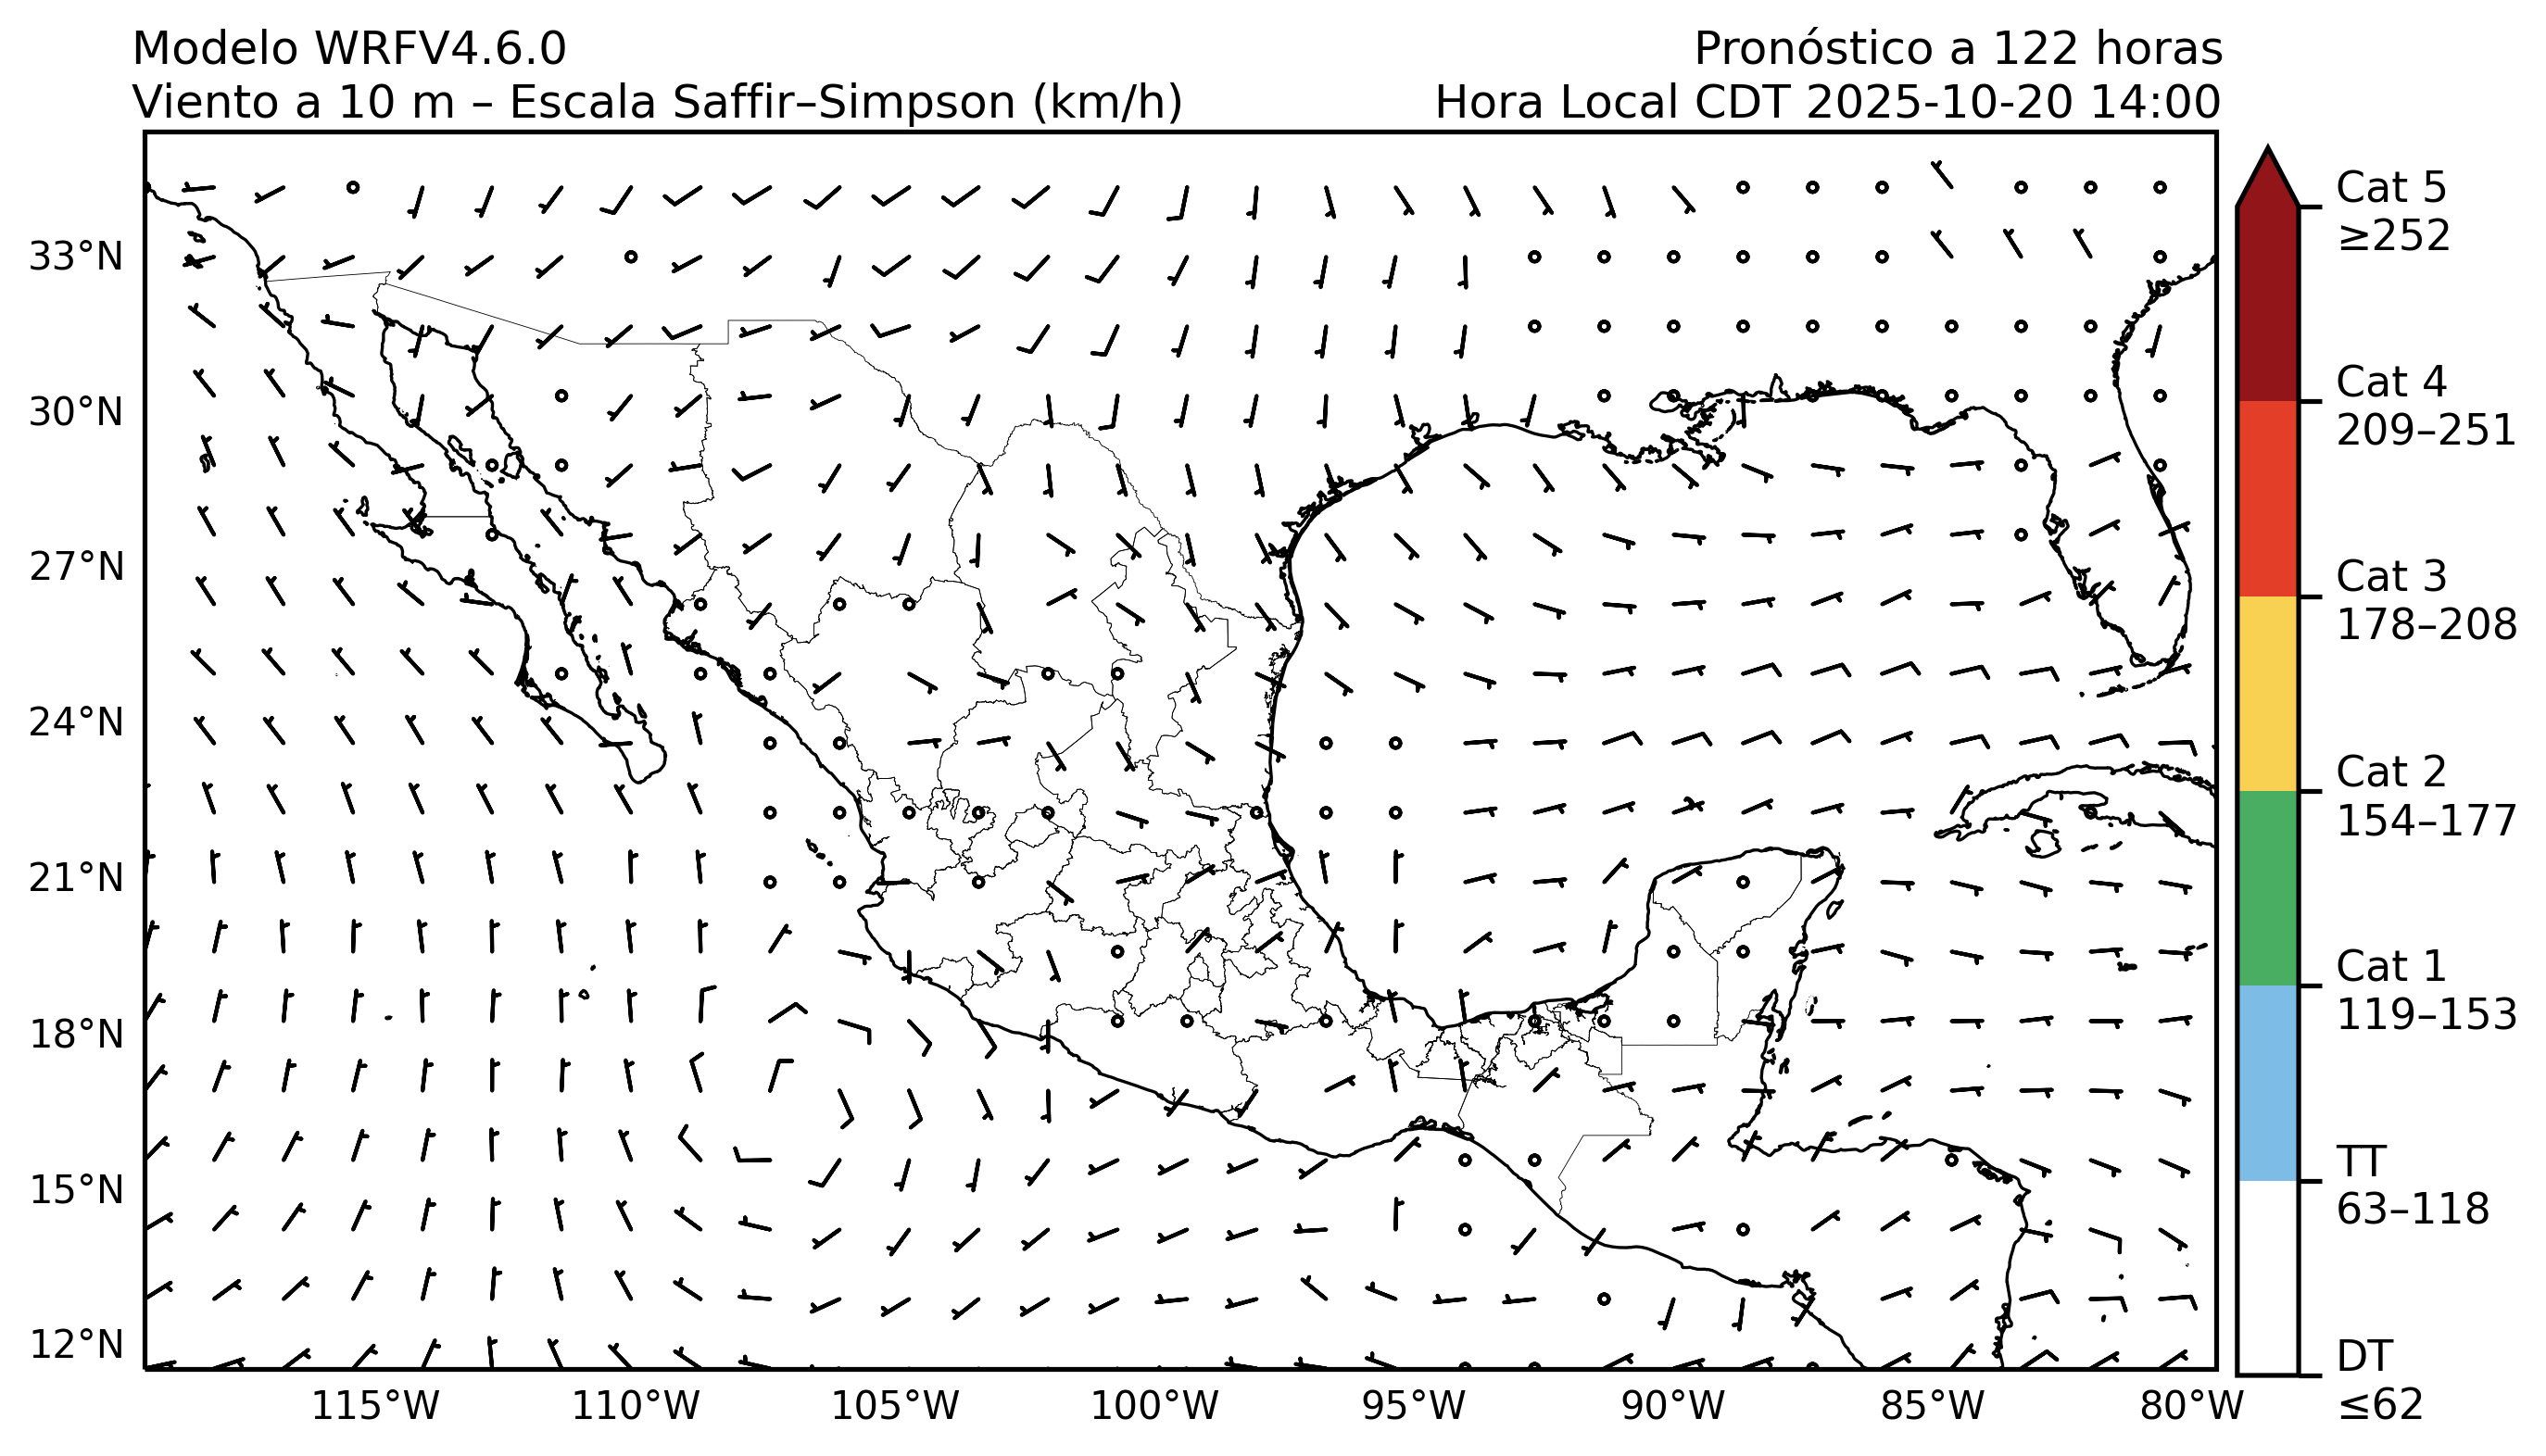 Modelo WRFV4.6.0
Pronóstico a 122 horas
Viento a 10 m – Escala Saffir–Simpson (km/h)
Hora Local CDT 2025-10-20 14:00
33°N
30°N
27°N
24°N
21°N
18°N
15°N
12°N
115°W
110°W
105°W
100°W
95°W
90°W
85°W
80°W
Cat 5
≥252
Cat 4
209–251
Cat 3
178–208
Cat 2
154–177
Cat 1
119–153
TT
63–118
DT
≤62